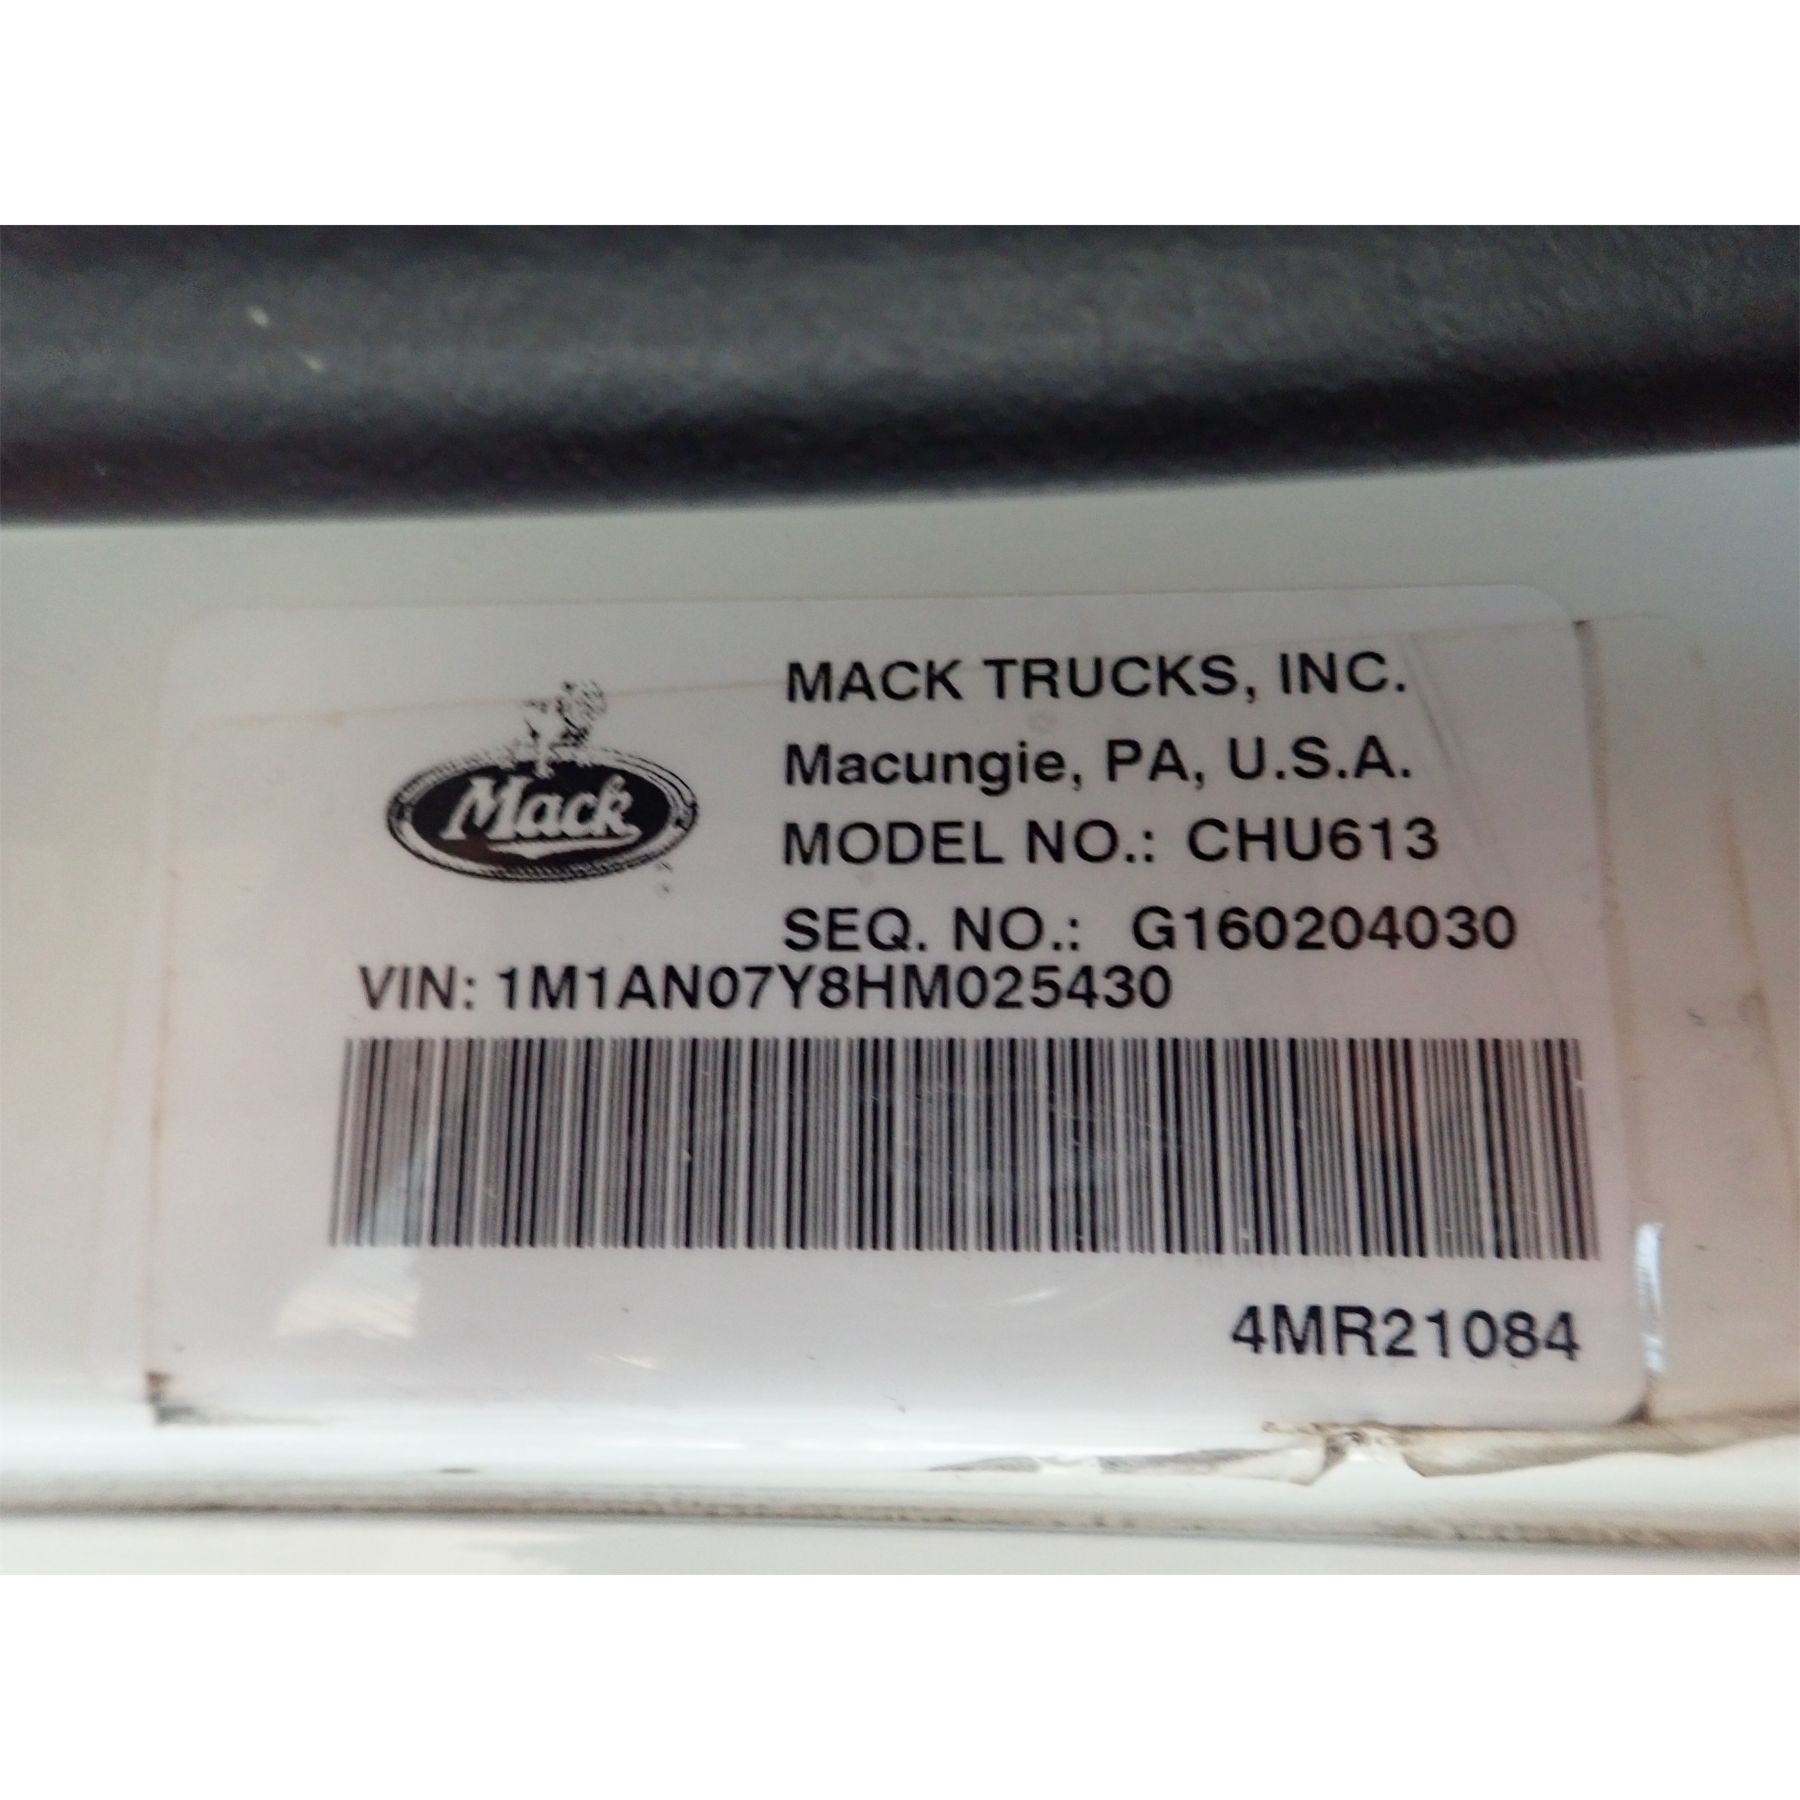 MACK TRUCKS, INC.
Macungie, PA, U.S.A.
Mack
MODEL NO.: CHU613
SEQ. NO.: G160204030
VIN: 1M1AN07Y8HM025430
4MR21084